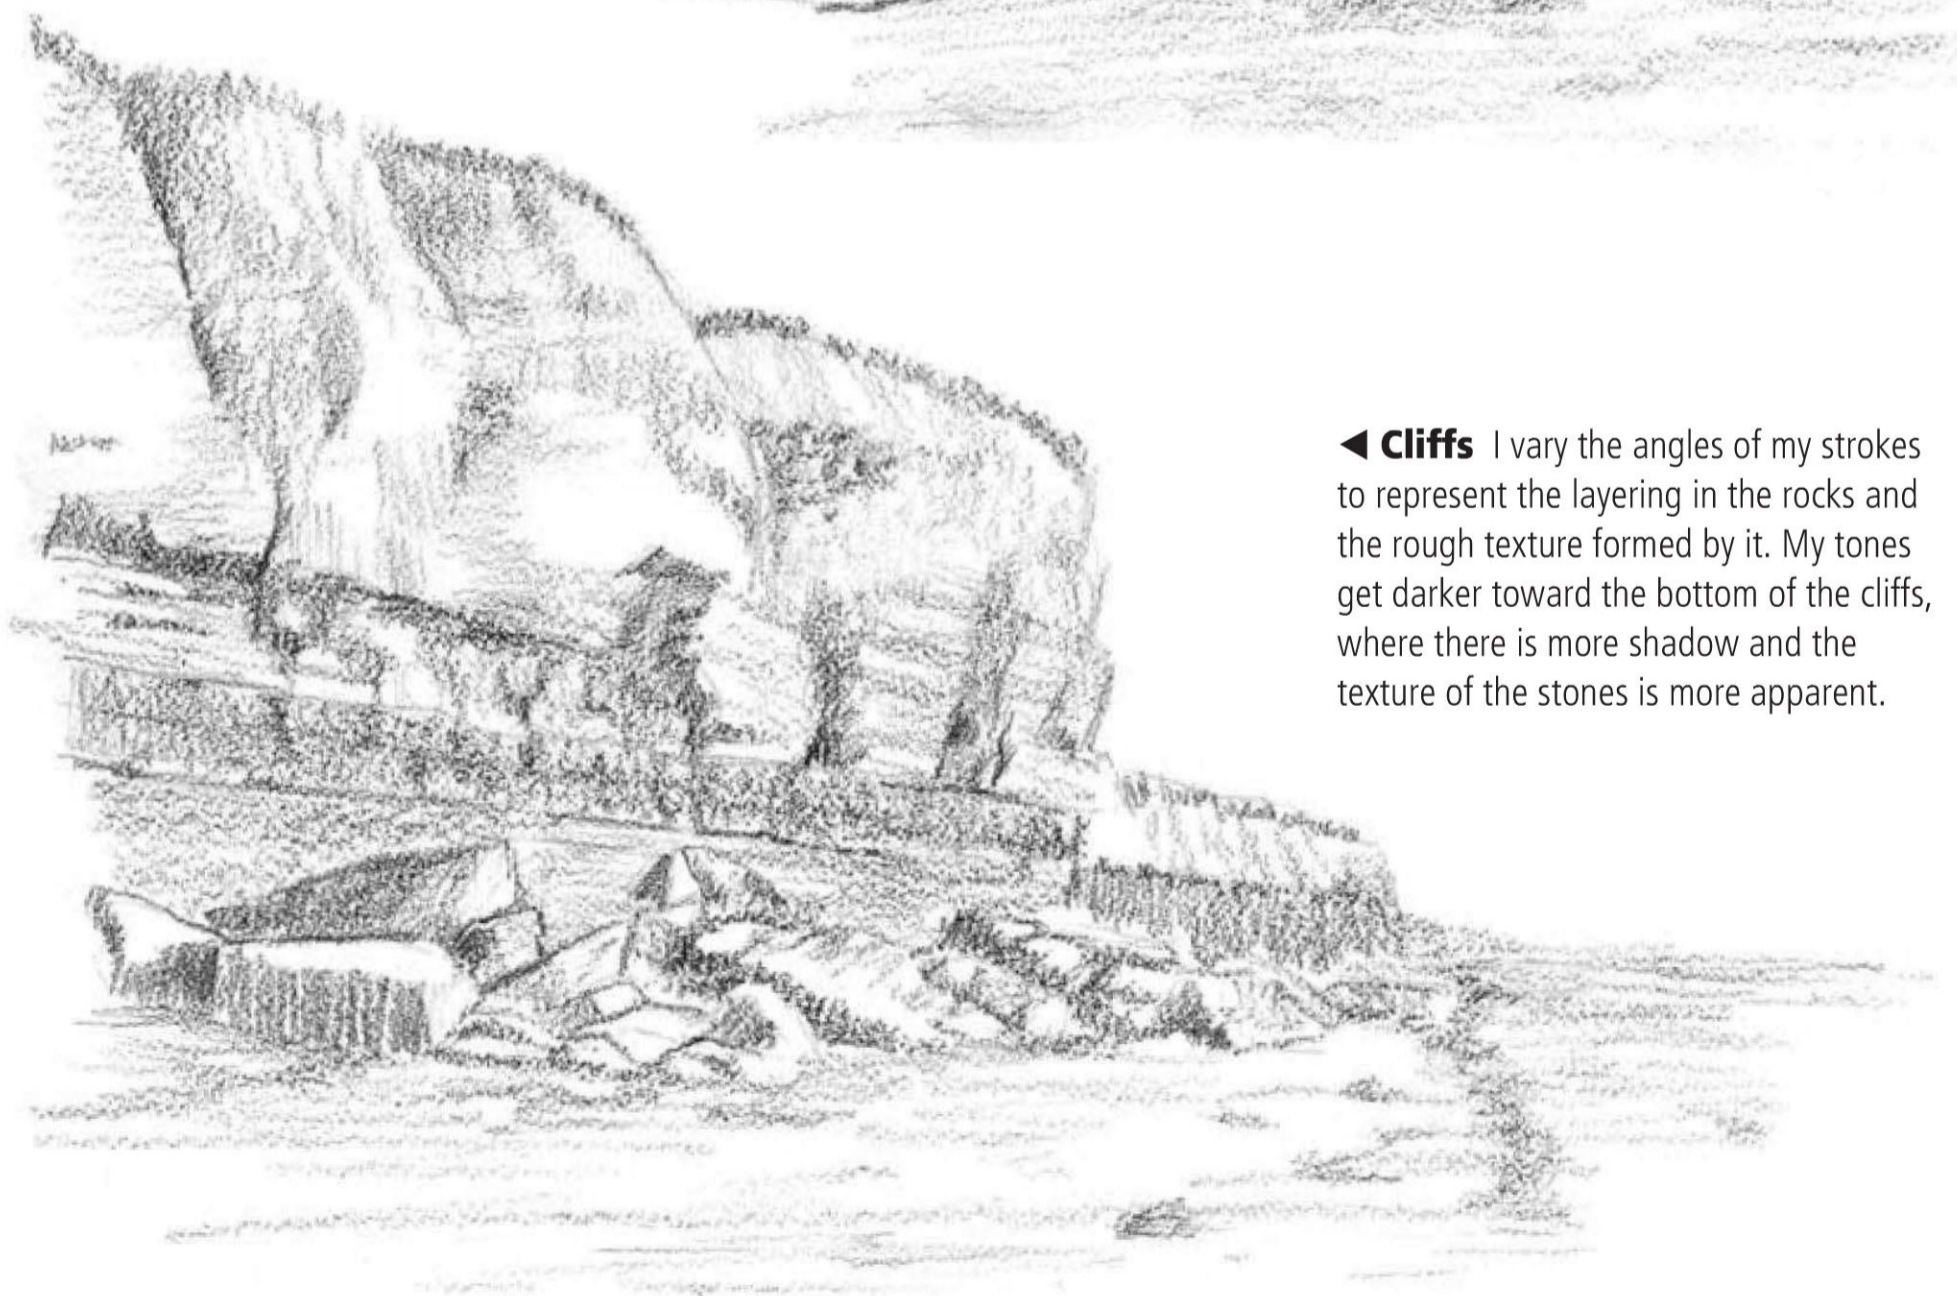 ◀ Cliffs I vary the angles of my strokes
to represent the layering in the rocks and
the rough texture formed by it. My tones
get darker toward the bottom of the cliffs,
where there is more shadow and the
texture of the stones is more apparent.